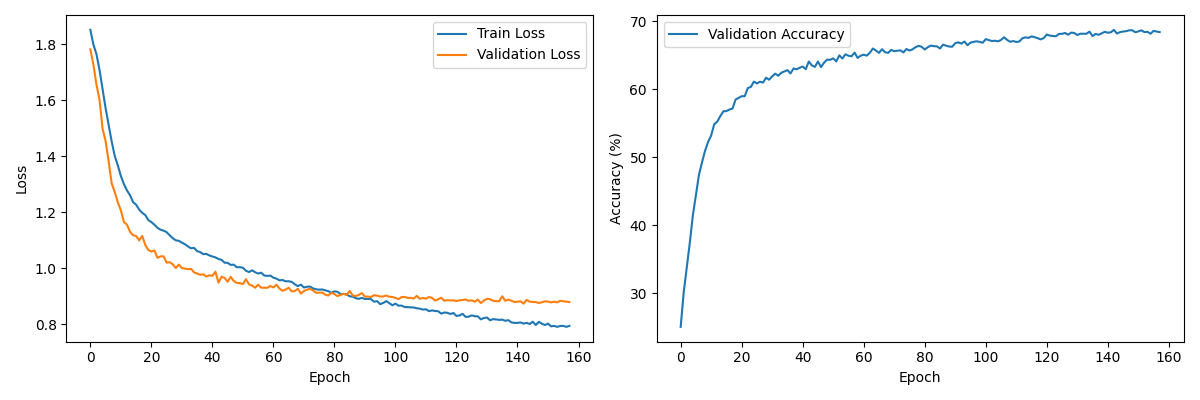 Train Loss
Validation Loss
1.8
1.6
1.4
1.2
1.0
0.8
Loss
0 20 40 60 80 100 120 140 160
Epoch
Validation Accuracy
70
60
50
40
30
Accuracy (%)
0 20 40 60 80 100 120 140 160
Epoch